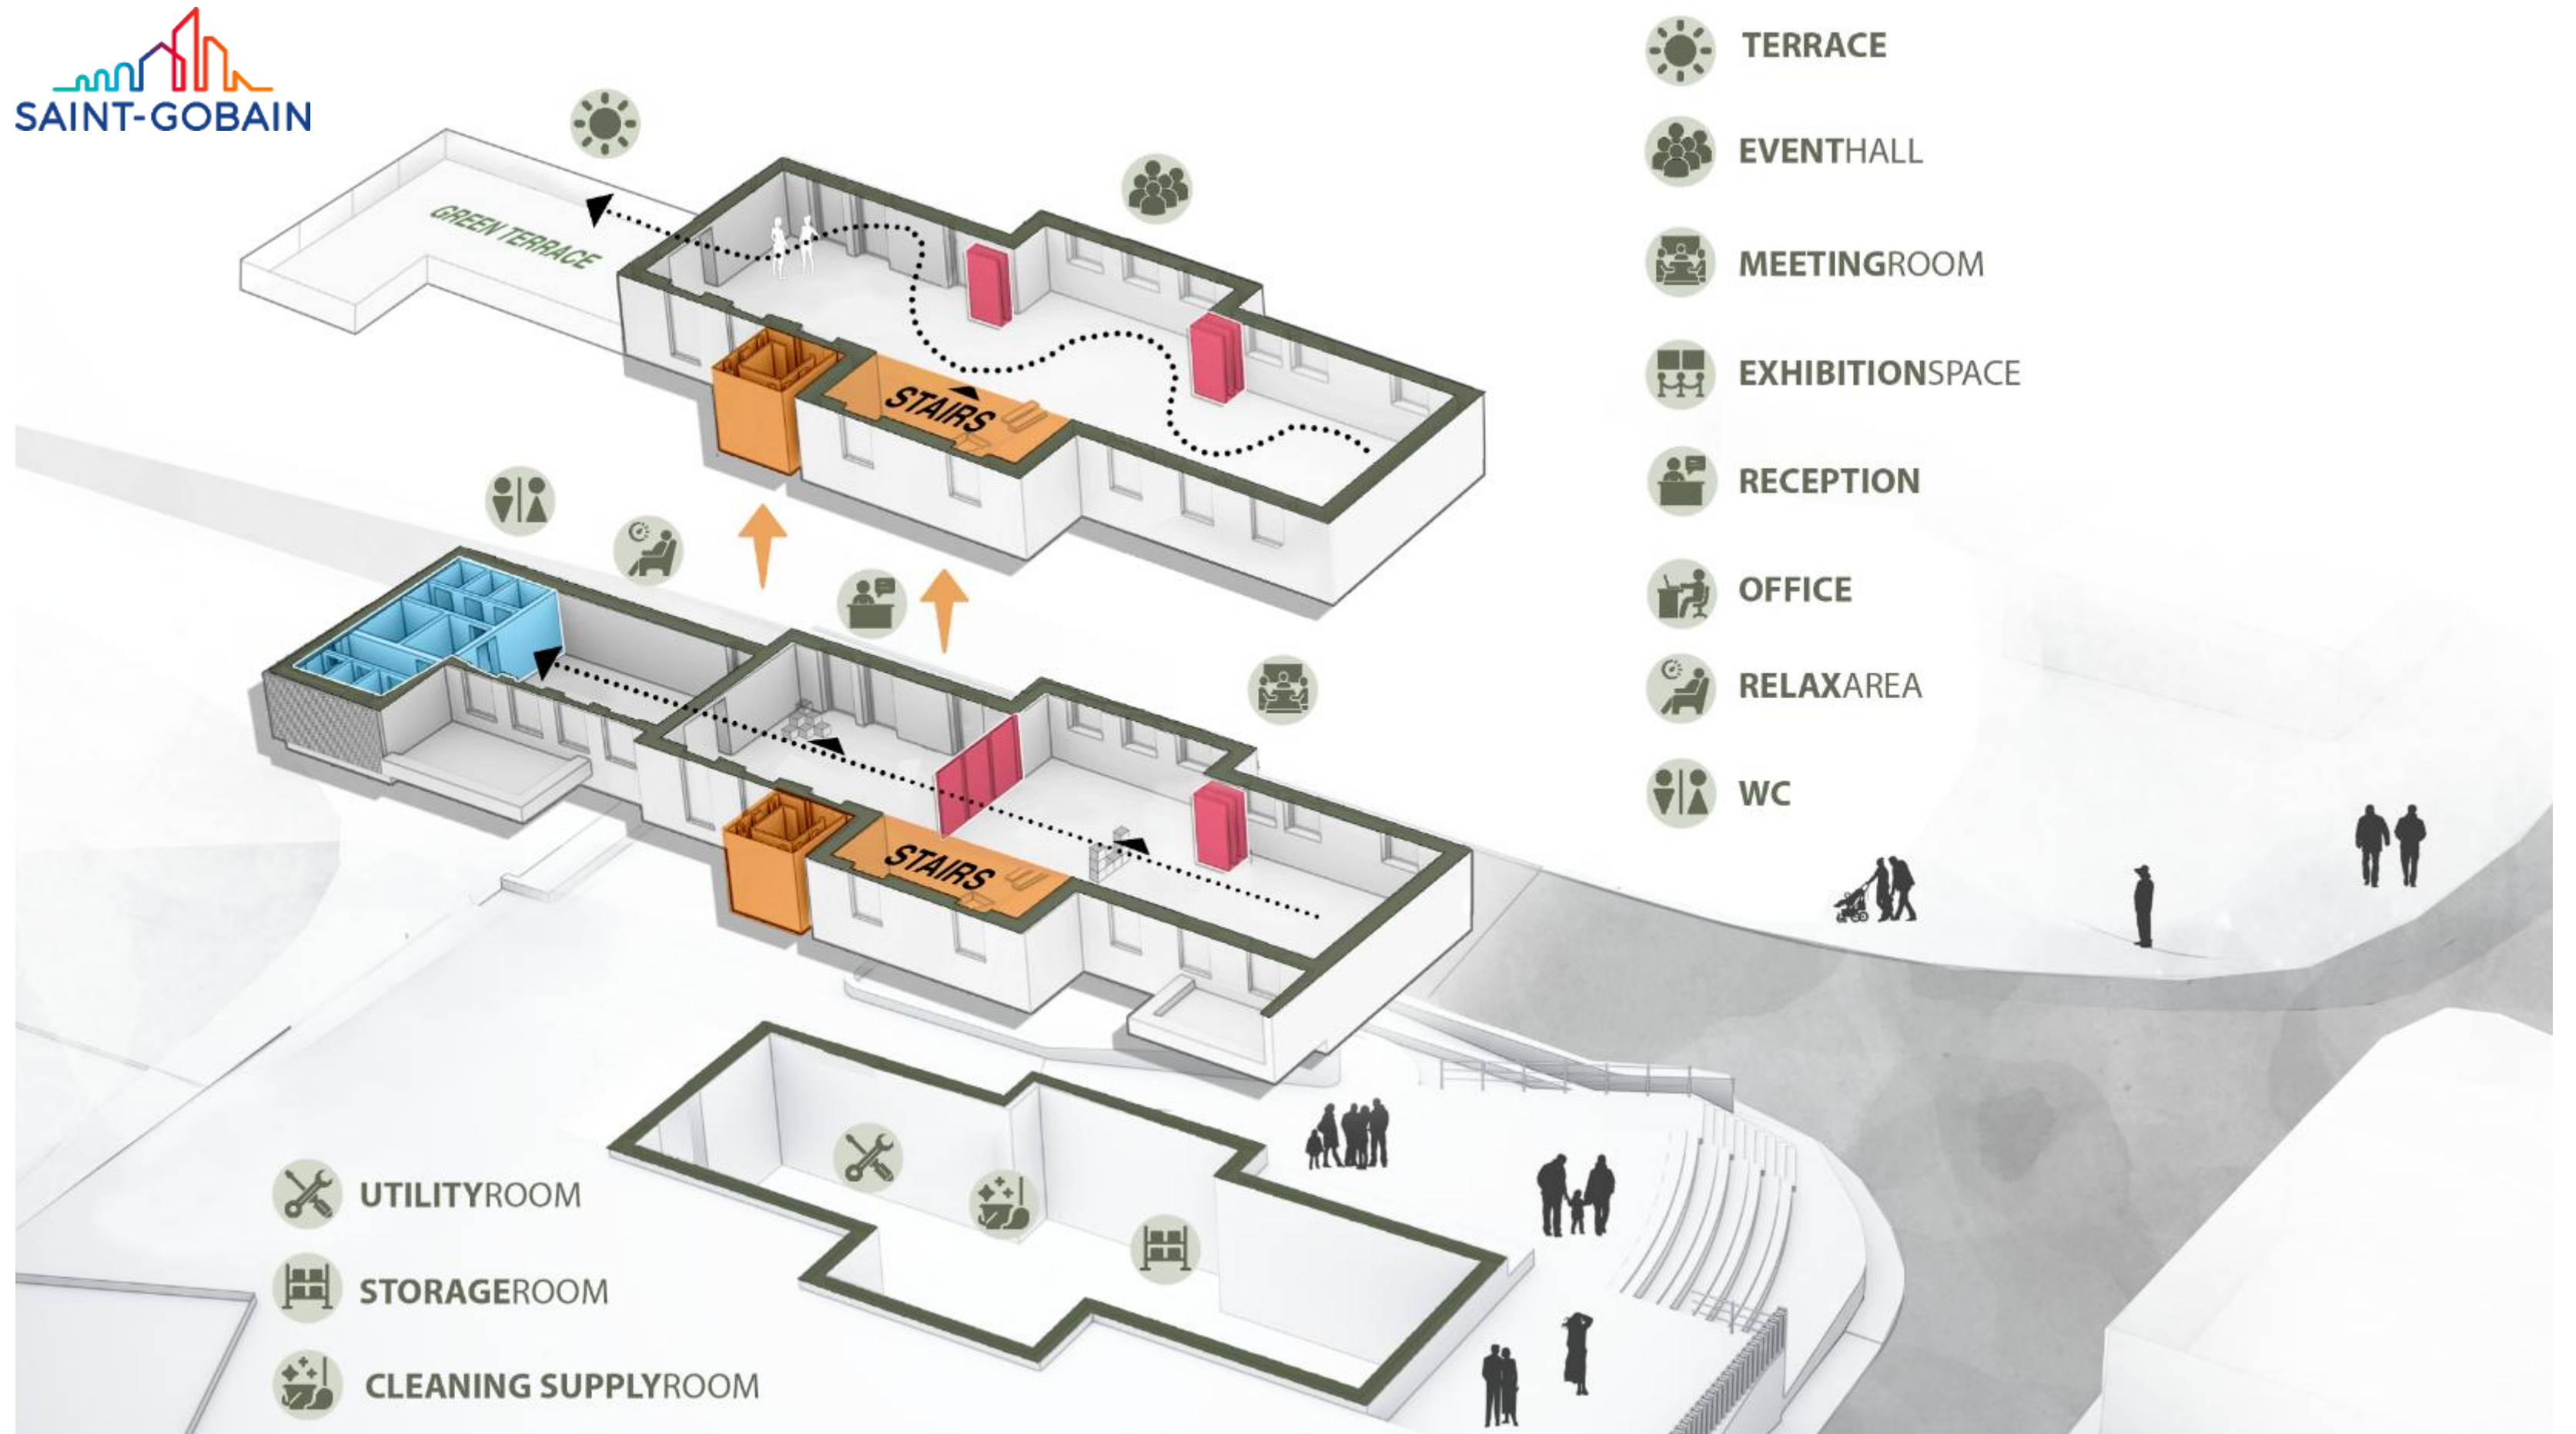 SAINT-GOBAIN
TERRACE
EVENTHALL
MEETINGROOM
EXHIBITIONSPACE
RECEPTION
OFFICE
RELAXAREA
WC
GREEN TERRACE
STAIRS
STAIRS
UTILITYROOM
STORAGEROOM
CLEANING SUPPLYROOM